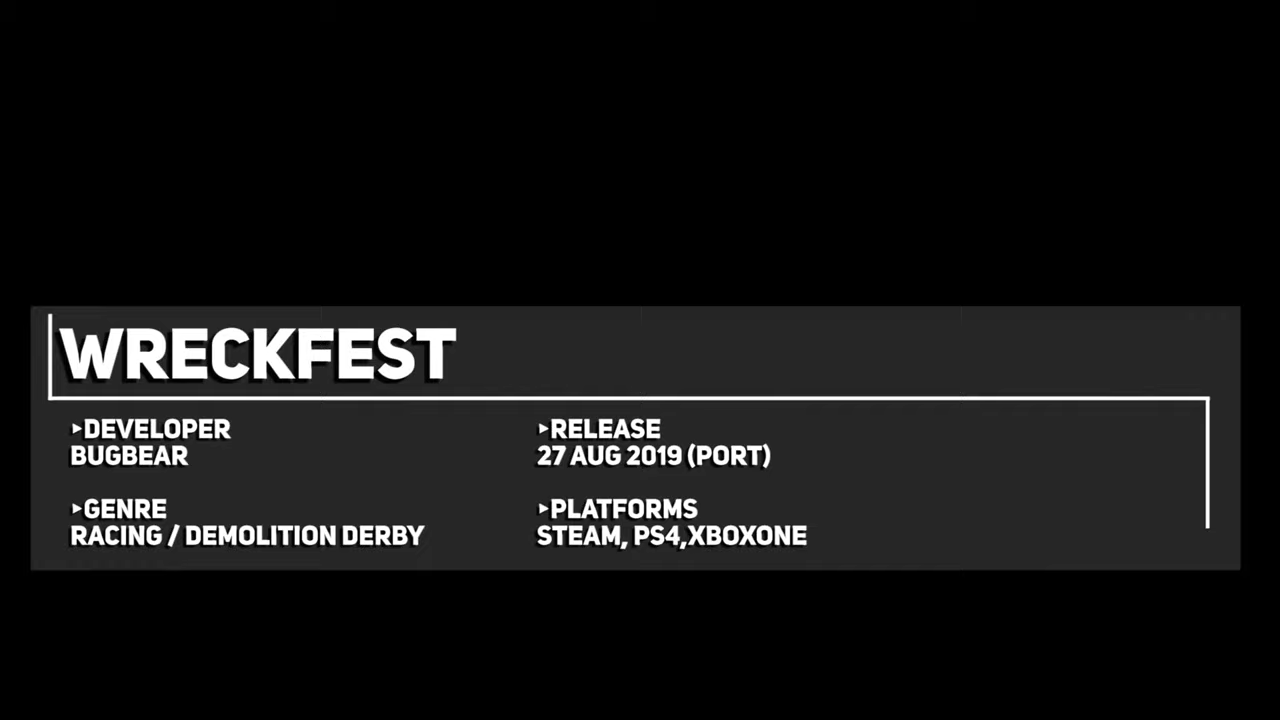 WRECKFEST
▸DEVELOPER
BUGBEAR
▸GENRE
RACING / DEMOLITION DERBY
▸RELEASE
27 AUG 2019 (PORT)
▸PLATFORMS
STEAM, PS4,XBOXONE